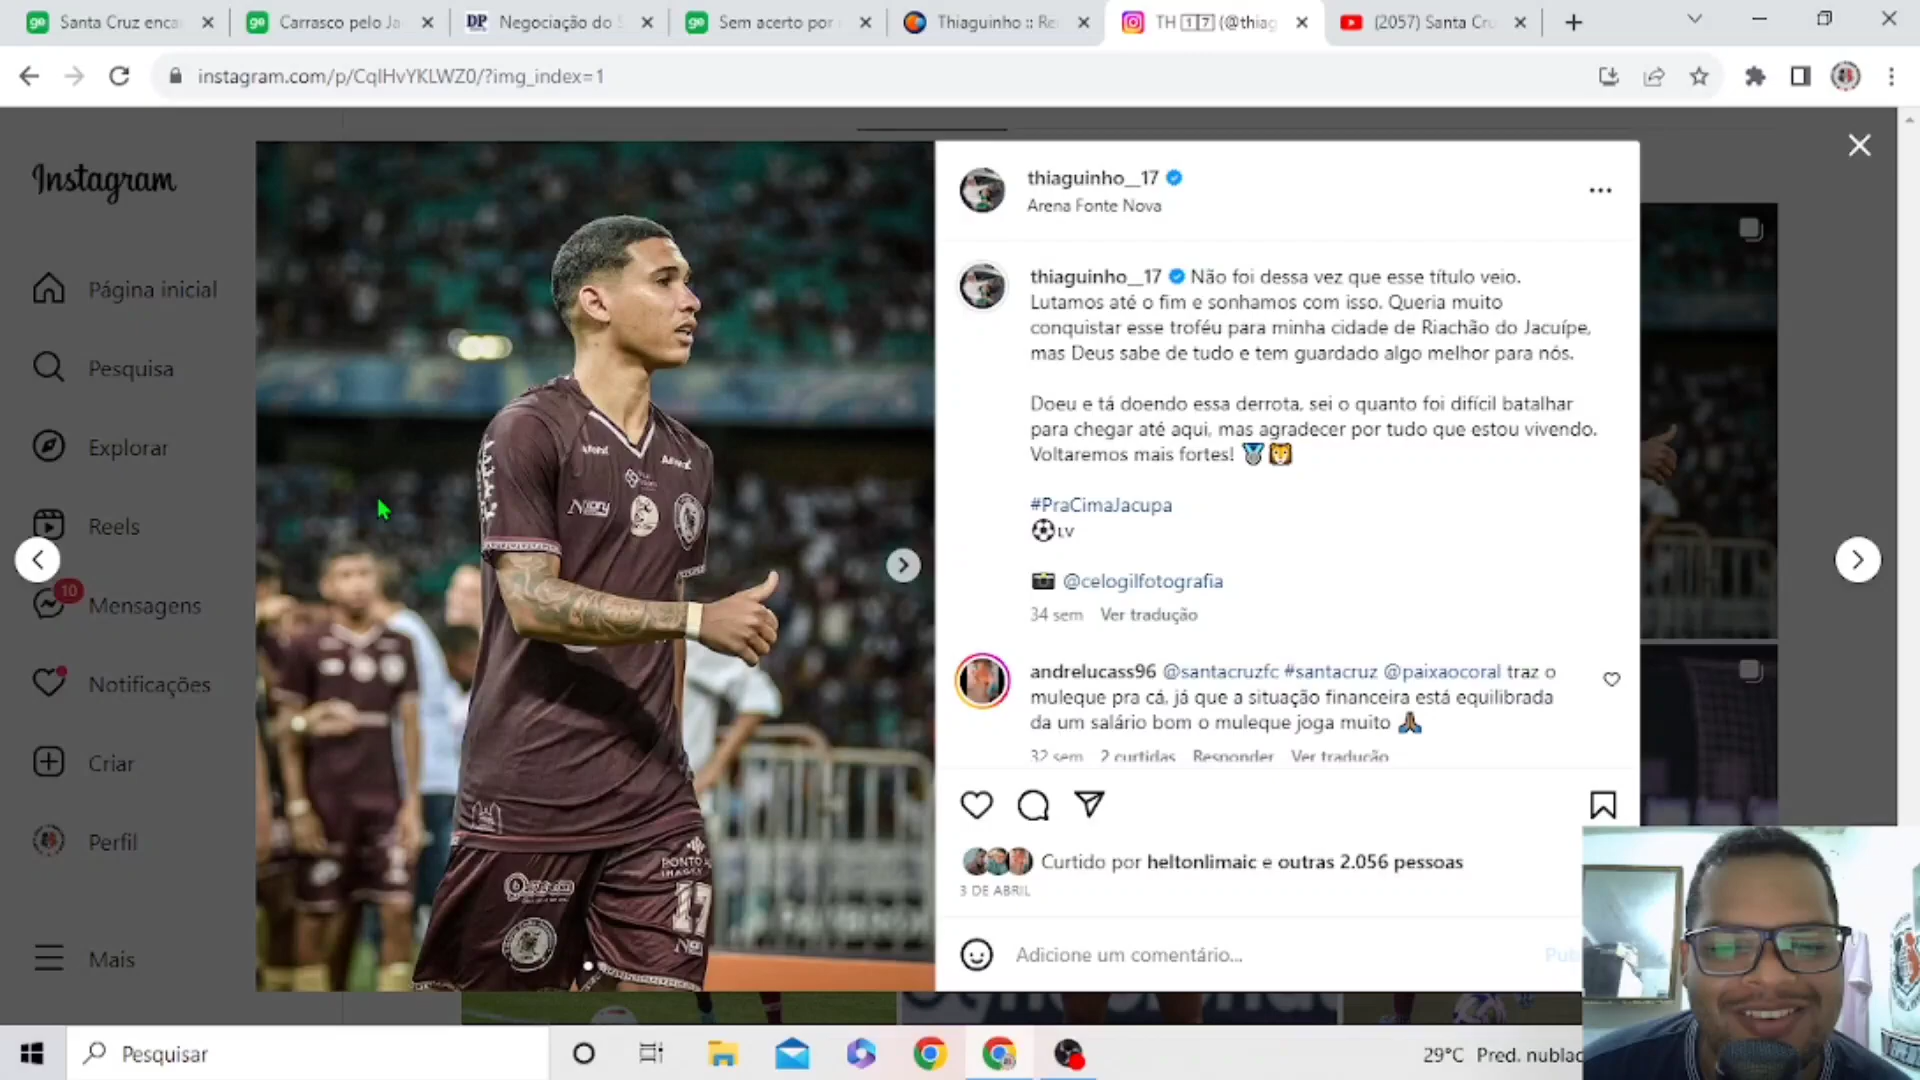 Santa Cruz enca
Carrasco pelo Ja
DP
Negociação do S
Sem acerto por
Thiaguinho :: Re
TH 1 7 (@thiag
(2057) Santa Cru
instagram.com/p/CqIHvYKLWZ0/?img_index=1
Instagram
Página inicial
Pesquisa
Explorar
Reels
10
Mensagens
Notificações
Criar
Perfil
Mais
17
thiaguinho__17
Arena Fonte Nova
thiaguinho__17 Não foi dessa vez que esse título veio.
Lutamos até o fim e sonhamos com isso. Queria muito
conquistar esse troféu para minha cidade de Riachão do Jacuípe,
mas Deus sabe de tudo e tem guardado algo melhor para nós.
Doeu e tá doendo essa derrota, sei o quanto foi difícil batalhar
para chegar até aqui, mas agradecer por tudo que estou vivendo.
Voltaremos mais fortes! 🥈🐯
#PraCimaJacupa
⚽LV
📸 @celogilfotografia
34 sem Ver tradução
andrelucass96 @santacruzfc #santacruz @paixaocoral traz o
muleque pra cá, já que a situação financeira está equilibrada
da um salário bom o muleque joga muito 🙏🏾
32 sem 2 curtidas Responder Ver tradução
Curtido por heltonlimaic e outras 2.056 pessoas
3 DE ABRIL
Adicione um comentário...
Pub
Pesquisar
29°C Pred. nublad